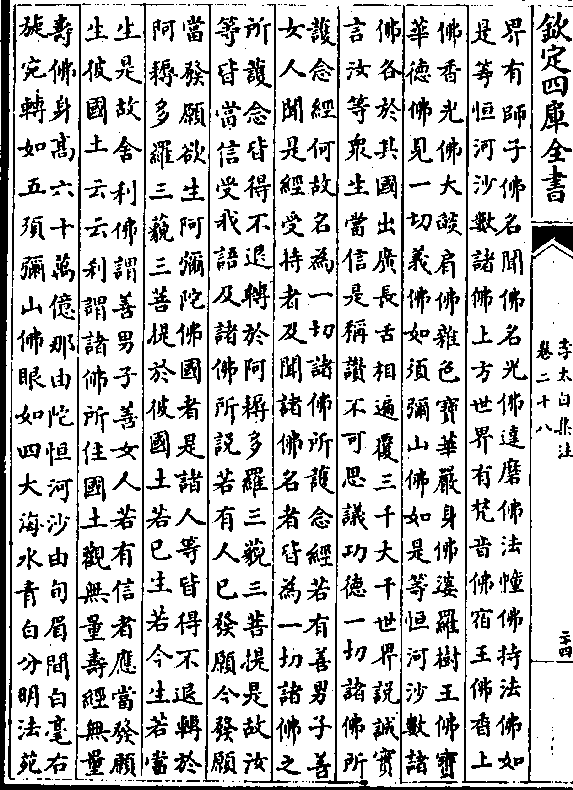 欽定四庫全書
李太白集注
卷二十八
二十四
界有師子佛名聞佛名光佛達磨佛法幢佛持法佛如
是等恒河沙數諸佛上方世界有梵音佛宿王佛香上
佛香光佛大燄肩佛雜色寶華嚴身佛娑羅樹王佛寶
華德佛見一切義佛如須彌山佛如是等恒河沙數諸
佛各於其國出廣長舌相遍覆三千大千世界說誠實
言汝等衆生當信是稱讚不可思議功德一切諸佛所
護念經何故名為一切諸佛所護念經若有善男子善
女人聞是經受持者及聞諸佛名者皆為一切諸佛之
所護念皆得不退轉於阿耨多羅三藐三菩提是故汝
等皆當信受我語及諸佛所説若有人已發願今發願
當發願欲生阿彌陀佛國者是諸人等皆得不退轉於
阿耨多羅三藐三菩提於彼國土若已生若今生若當
生是故舍利佛謂善男子善女人若有信者應當發願
生彼國土云云利謂諸佛所住國土觀無量壽經無量
壽佛身髙六十萬億那由陀恒河沙由旬眉間白毫右
旋宛轉如五須彌山佛眼如四大海水青白分明法苑